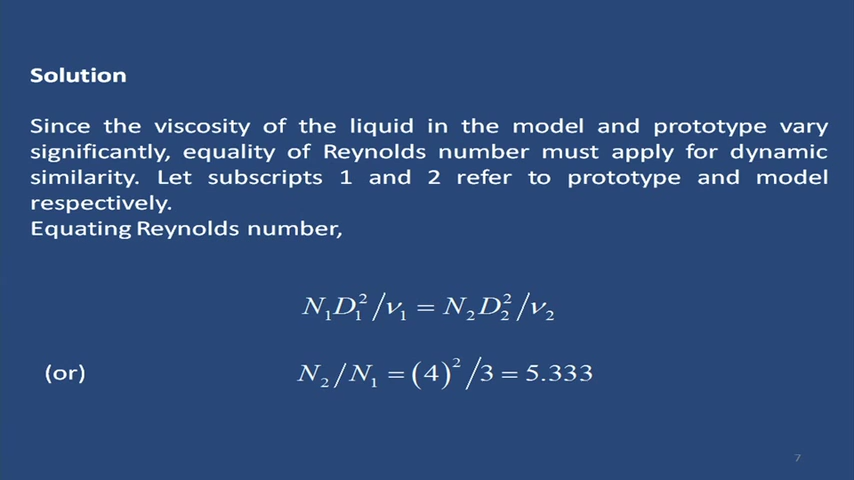 Solution
Since the viscosity of the liquid in the model and prototype vary
significantly, equality of Reynolds number must apply for dynamic
similarity. Let subscripts 1 and 2 refer to prototype and model
respectively.
Equating Reynolds number,
N₁D₁²/ν₁ = N₂D₂²/ν₂
(or) N₂/N₁ = (4)²/3 = 5.333
7